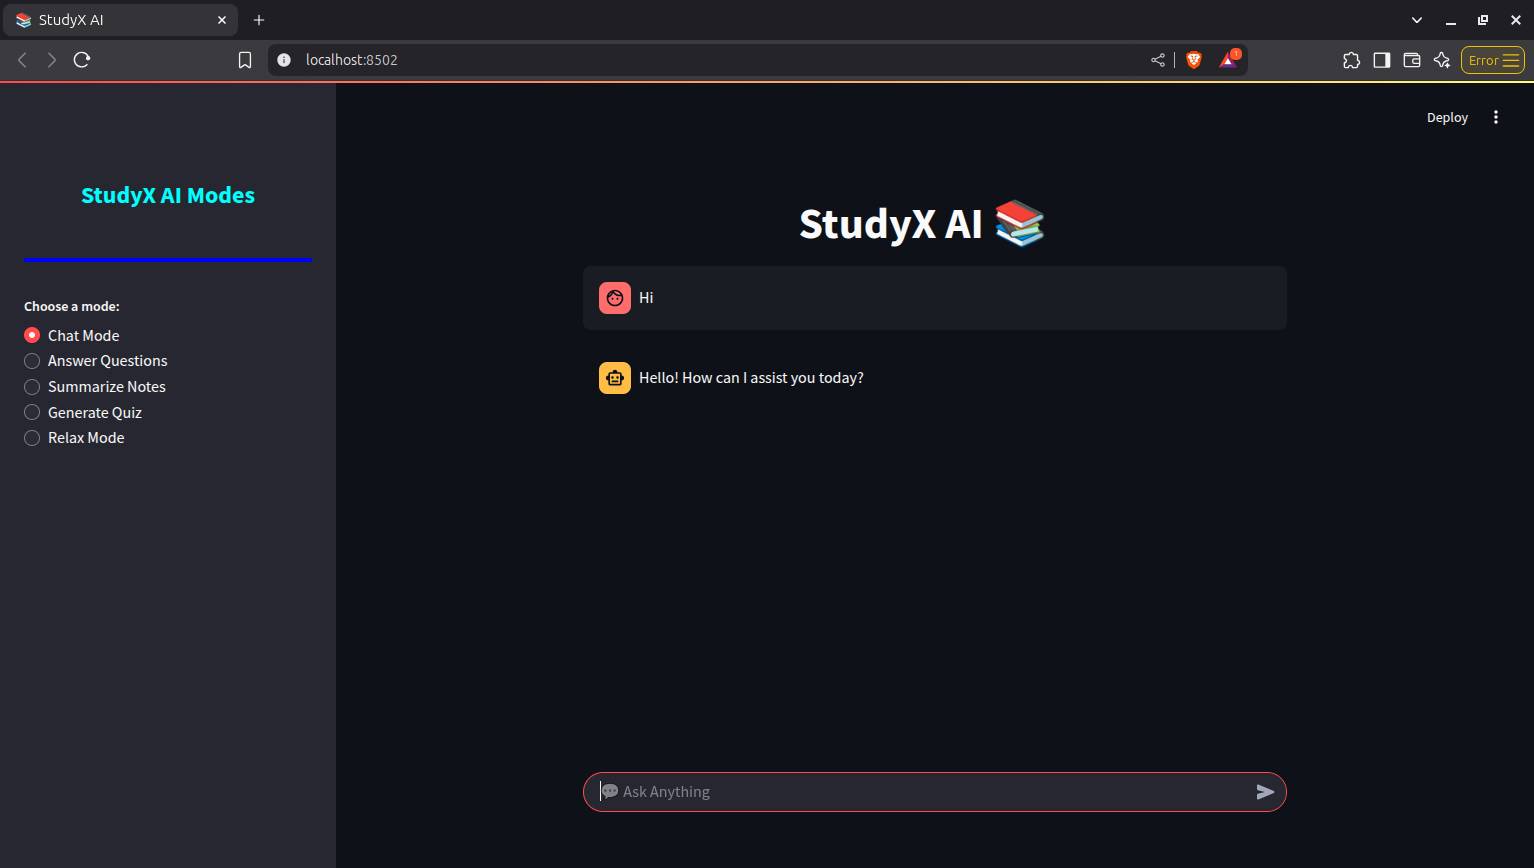 StudyX AI
localhost:8502
1
Error
Deploy
StudyX AI Modes
Choose a mode:
Chat Mode
Answer Questions
Summarize Notes
Generate Quiz
Relax Mode
StudyX AI 📚
Hi
Hello! How can I assist you today?
💬 Ask Anything